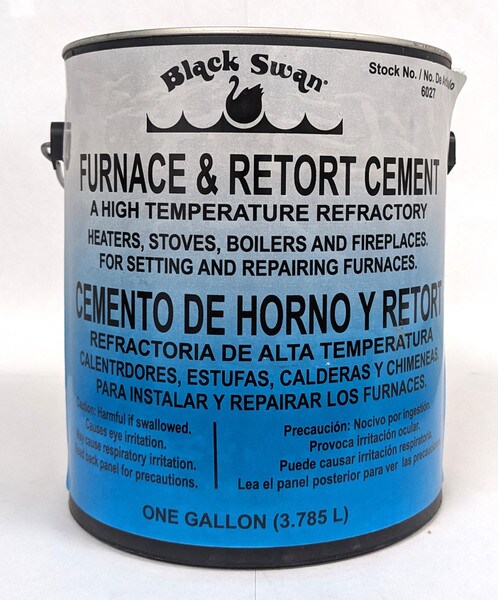 Black Swan®
Stock No. / No. De
6027
FURNACE & RETORT CEMENT
A HIGH TEMPERATURE REFRACTORY
HEATERS, STOVES, BOILERS AND FIREPLACES.
FOR SETTING AND REPAIRING FURNACES.
CEMENTO DE HORNO Y RETORT
REFRACTORIA DE ALTA TEMPERATURA
CALENTRDORES, ESTUFAS, CALDERAS Y CHIMENEAS.
PARA INSTALAR Y REPAIRAR LOS FURNACES.
Caution: Harmful if swallowed.
Causes eye irritation.
May cause respiratory irritation.
Read back panel for precautions.
Precaución: Nocivo por ingestión.
Provoca irritación ocular.
Puede causar irritación respiratoria.
Lea el panel posterior para ver las
ONE GALLON (3.785 L)